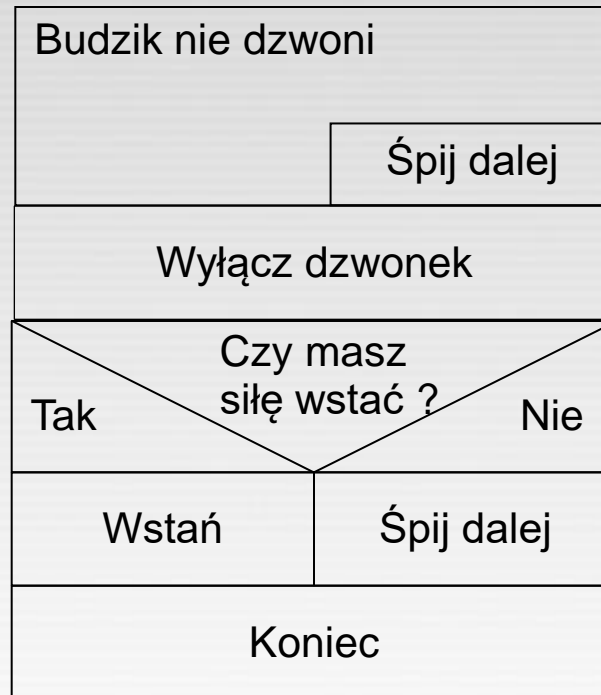 Budzik nie dzwoni
Śpij dalej
Wyłącz dzwonek
Czy masz
siłę wstać ?
Tak
Nie
Wstań
Śpij dalej
Koniec